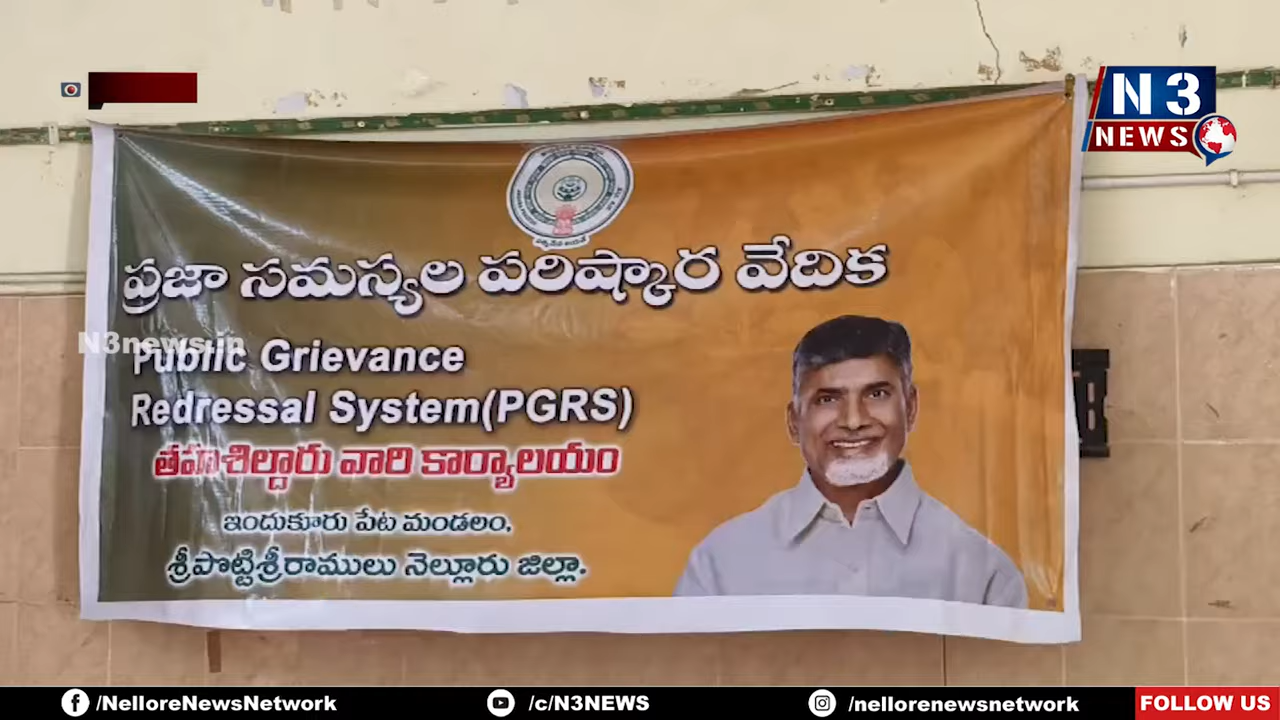 N3
NEWS
ప్రజా సమస్యల పరిష్కార వేదిక
N3news.in
Public Grievance
Redressal System(PGRS)
తహశిల్దారు వారి కార్యాలయం
ఇందుకూరు పేట మండలం,
శ్రీపొట్టిశ్రీరాములు నెల్లూరు జిల్లా.
/NelloreNewsNetwork
/c/N3NEWS
/nellorenewsnetwork
FOLLOW US